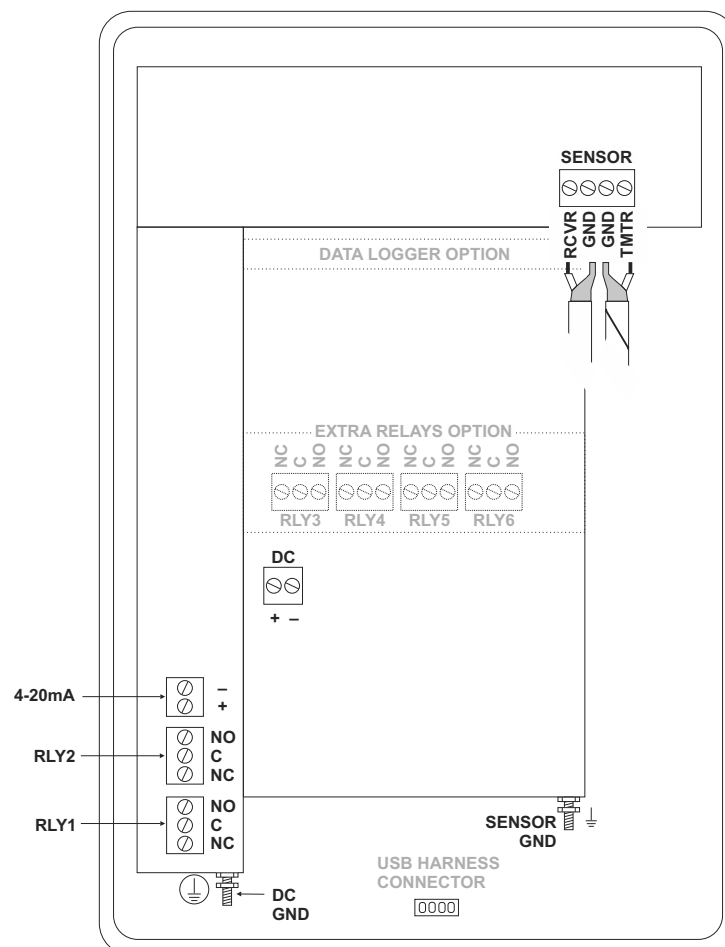 SENSOR
RCVR
GND
GND
TMTR
DATA LOGGER OPTION
EXTRA RELAYS OPTION
NC C NO NC C NO NC C NO NC C NO
RLY3 RLY4 RLY5 RLY6
DC
+ –
4-20mA
–
+
RLY2
NO
C
NC
RLY1
NO
C
NC
SENSOR
GND
USB HARNESS
CONNECTOR
DC
GND